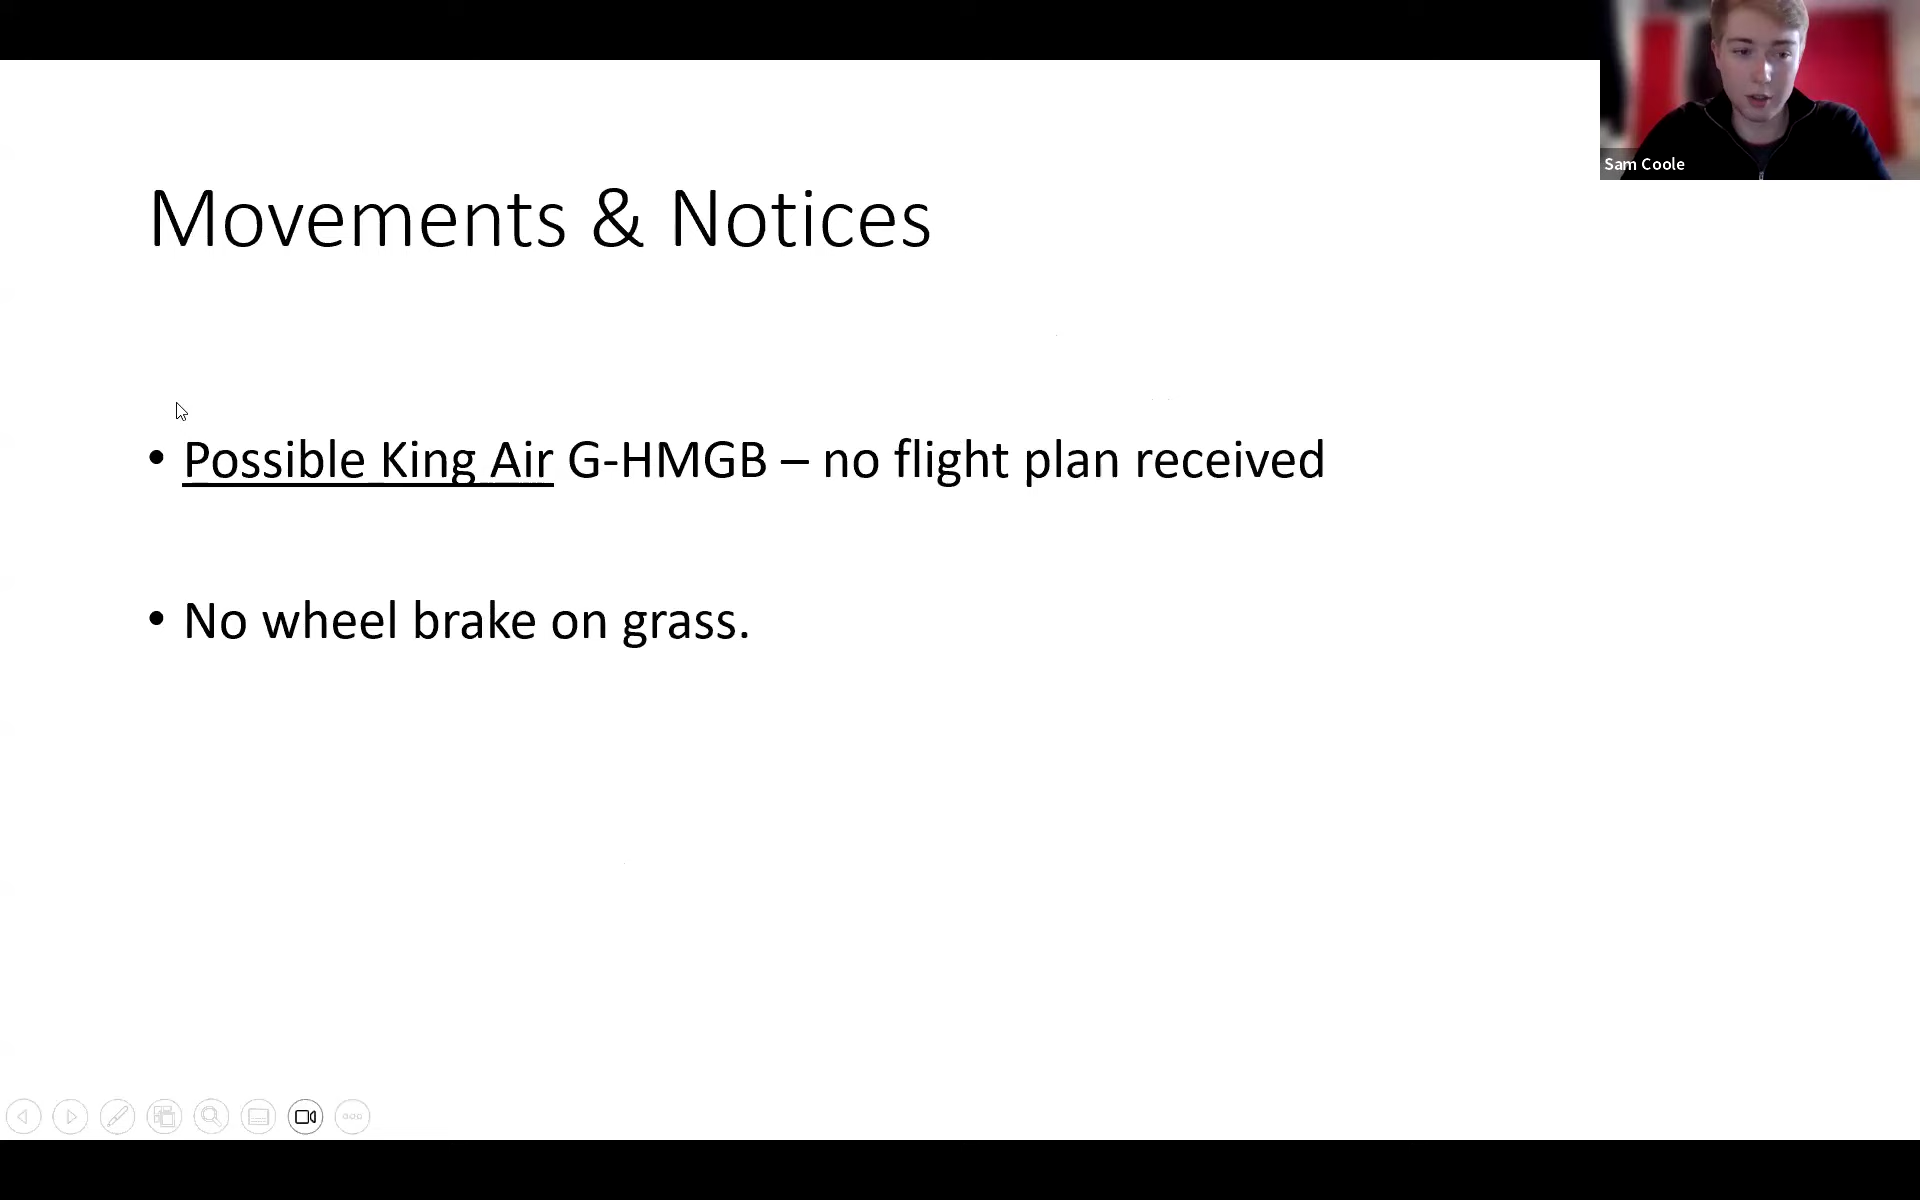 Sam Coole
Movements & Notices
• Possible King Air G-HMGB – no flight plan received
• No wheel brake on grass.